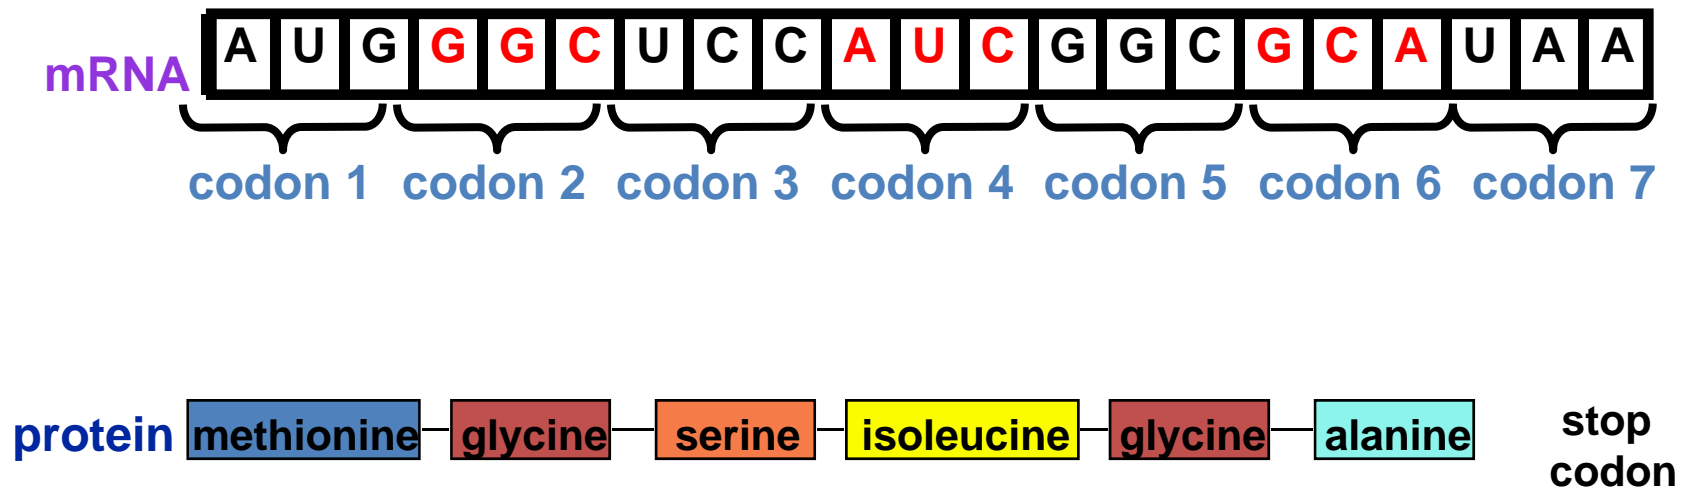 A U G G G C U C C A U C G G C G C A U A A
mRNA
codon 1 codon 2 codon 3 codon 4 codon 5 codon 6 codon 7
protein methionine glycine serine isoleucine glycine alanine stop
codon